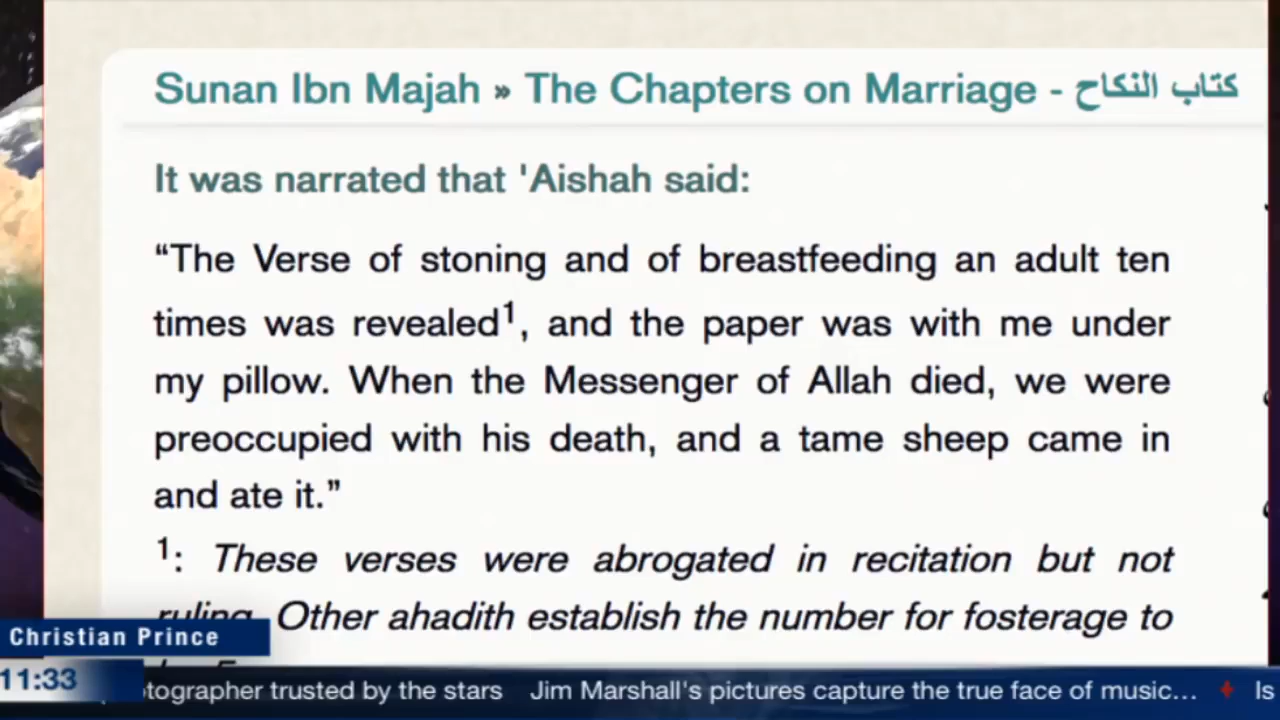 Sunan Ibn Majah » The Chapters on Marriage - كتاب النكاح
It was narrated that 'Aishah said:
“The Verse of stoning and of breastfeeding an adult ten
times was revealed¹, and the paper was with me under
my pillow. When the Messenger of Allah died, we were
preoccupied with his death, and a tame sheep came in
and ate it.”
¹: These verses were abrogated in recitation but not
ruling. Other ahadith establish the number for fosterage to
Christian Prince
11:33
tographer trusted by the stars Jim Marshall's pictures capture the true face of music... Is